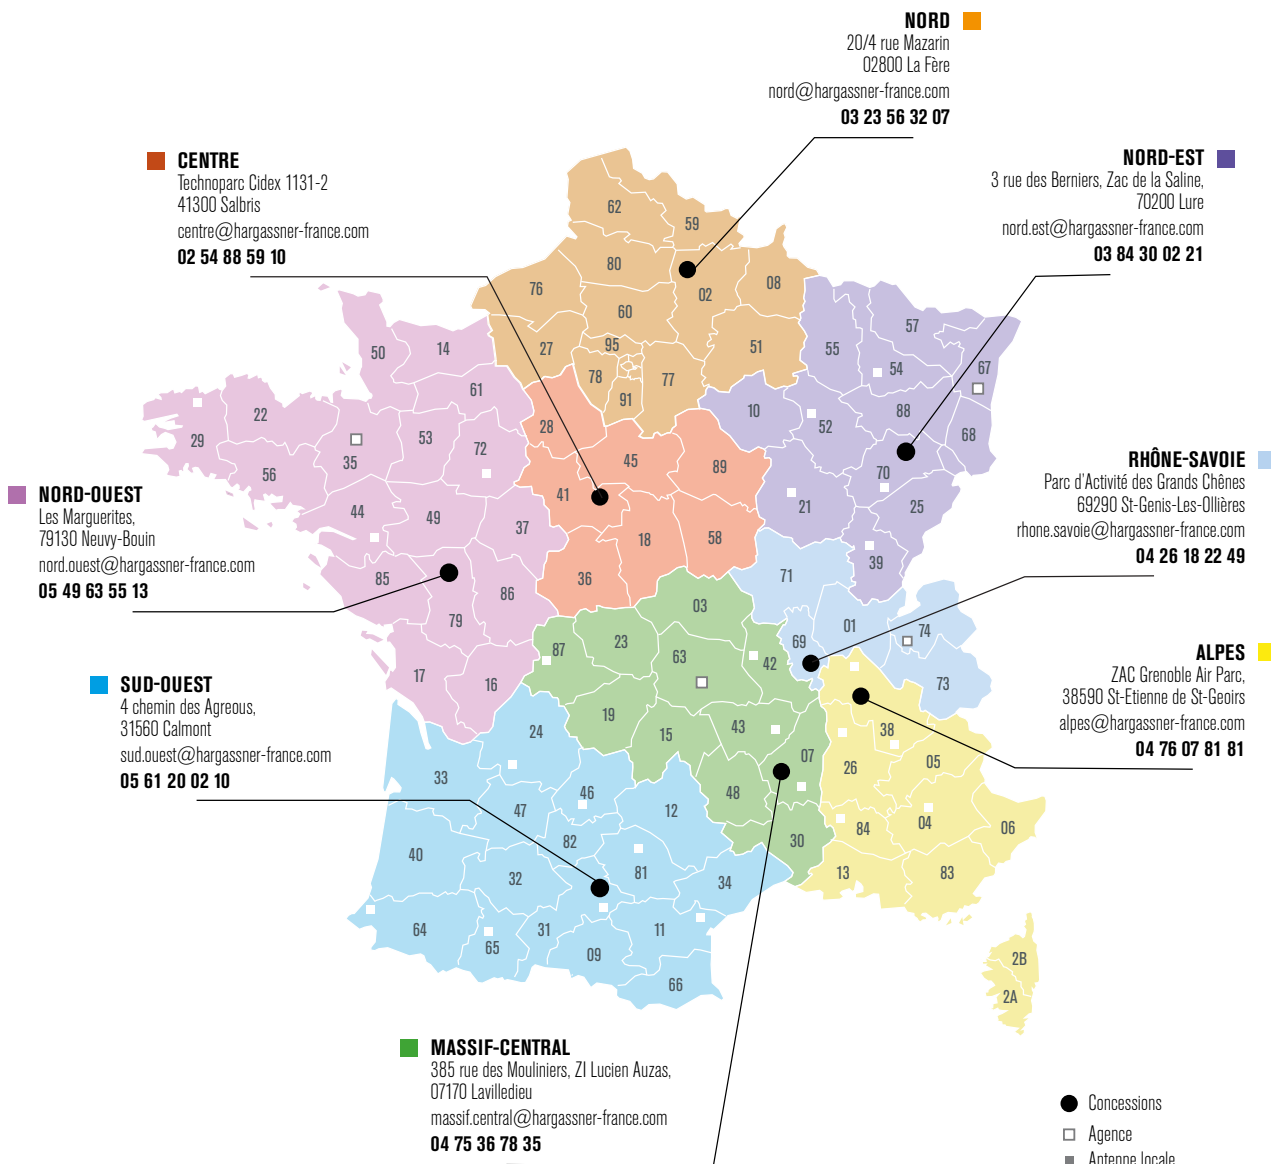 NORD
20/4 rue Mazarin
02800 La Fère
nord@hargassner-france.com
03 23 56 32 07
CENTRE
Technoparc Cidex 1131-2
41300 Salbris
centre@hargassner-france.com
02 54 88 59 10
NORD-EST
3 rue des Berniers, Zac de la Saline,
70200 Lure
nord.est@hargassner-france.com
03 84 30 02 21
NORD-OUEST
Les Marguerites,
79130 Neuvy-Bouin
nord.ouest@hargassner-france.com
05 49 63 55 13
RHÔNE-SAVOIE
Parc d'Activité des Grands Chênes
69290 St-Genis-Les-Ollières
rhone.savoie@hargassner-france.com
04 26 18 22 49
SUD-OUEST
4 chemin des Agreous,
31560 Calmont
sud.ouest@hargassner-france.com
05 61 20 02 10
ALPES
ZAC Grenoble Air Parc,
38590 St-Etienne de St-Geoirs
alpes@hargassner-france.com
04 76 07 81 81
MASSIF-CENTRAL
385 rue des Mouliniers, ZI Lucien Auzas,
07170 Lavilledieu
massif.central@hargassner-france.com
04 75 36 78 35
62
59
80
02
08
76
60
27
95
51
78
77
91
57
55
54
67
10
52
88
68
70
21
25
39
50
14
61
22
29
53
72
35
56
44
49
37
85
86
79
17
16
28
45
89
41
18
58
36
71
01
74
69
73
03
87
23
63
42
19
15
43
07
48
30
38
26
05
84
04
06
13
83
2B
2A
24
33
46
47
12
82
40
81
32
34
64
31
11
65
09
66
Concessions
Agence
Antenne locale